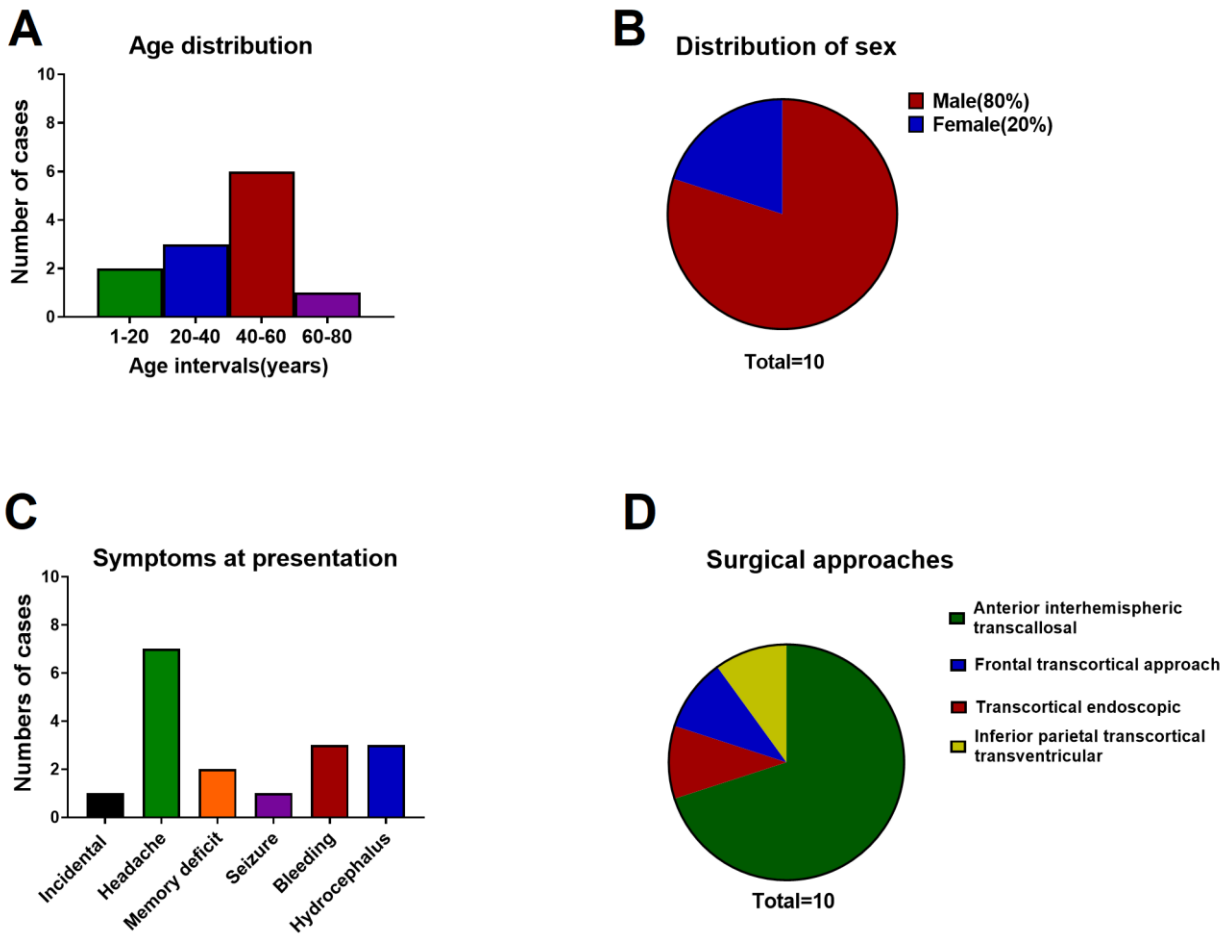 A
Age distribution
Number of cases
10
8
6
4
2
0
1-20 20-40 40-60 60-80
Age intervals(years)
B
Distribution of sex
Male(80%)
Female(20%)
Total=10
C
Symptoms at presentation
Numbers of cases
10
8
6
4
2
0
Incidental
Headache
Memory deficit
Seizure
Bleeding
Hydrocephalus
D
Surgical approaches
Anterior interhemispheric
transcallosal
Frontal transcortical approach
Transcortical endoscopic
Inferior parietal transcortical
transventricular
Total=10